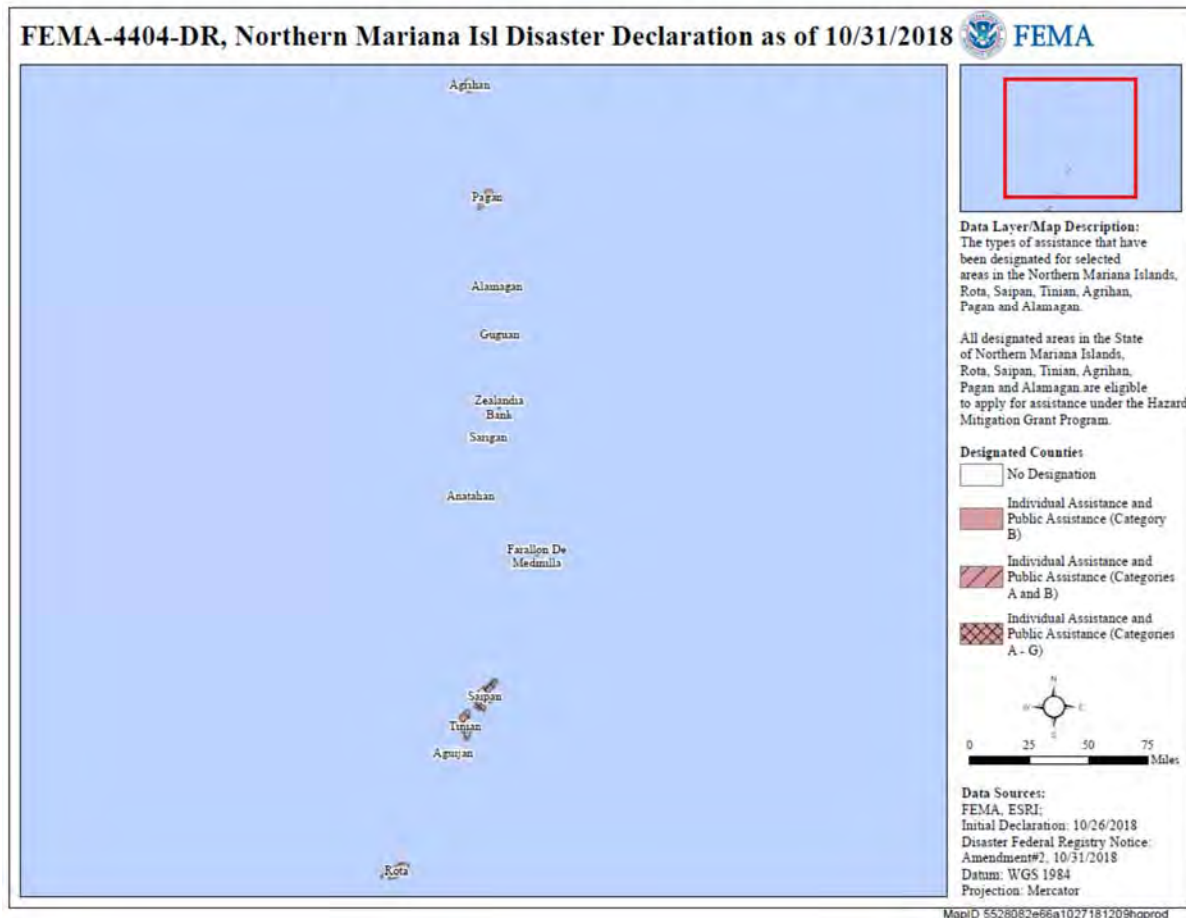 FEMA-4404-DR, Northern Mariana Isl Disaster Declaration as of 10/31/2018
FEMA
Agrihan
Pagan
Alamagan
Guguan
Zealandia
Bank
Sarigan
Anatahan
Farallon De
Medinilla
Saipan
Tinian
Aguijan
Rota
Data Layer/Map Description:
The types of assistance that have
been designated for selected
areas in the Northern Mariana Islands,
Rota, Saipan, Tinian, Agrihan,
Pagan and Alamagan.
All designated areas in the State
of Northern Mariana Islands,
Rota, Saipan, Tinian, Agrihan,
Pagan and Alamagan are eligible
to apply for assistance under the Hazard
Mitigation Grant Program.
Designated Counties
No Designation
Individual Assistance and
Public Assistance (Category
B)
Individual Assistance and
Public Assistance (Categories
A and B)
Individual Assistance and
Public Assistance (Categories
A - G)
N
W E
S
0 25 50 75
Miles
Data Sources:
FEMA, ESRI;
Initial Declaration: 10/26/2018
Disaster Federal Registry Notice:
Amendment#2, 10/31/2018
Datum: WGS 1984
Projection: Mercator
MapID 5528082e66a1027181209hqprod